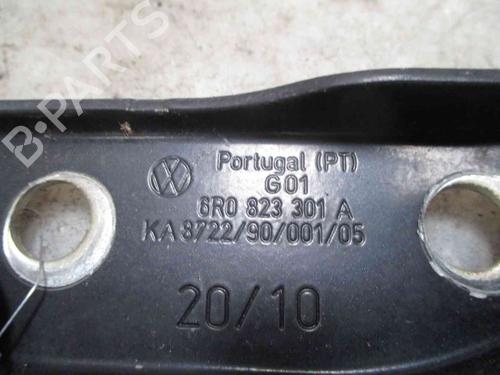 B-PARTS
Portugal (PT)
G01
6R0 823 301 A
KA 8722/90/001/05
20/10